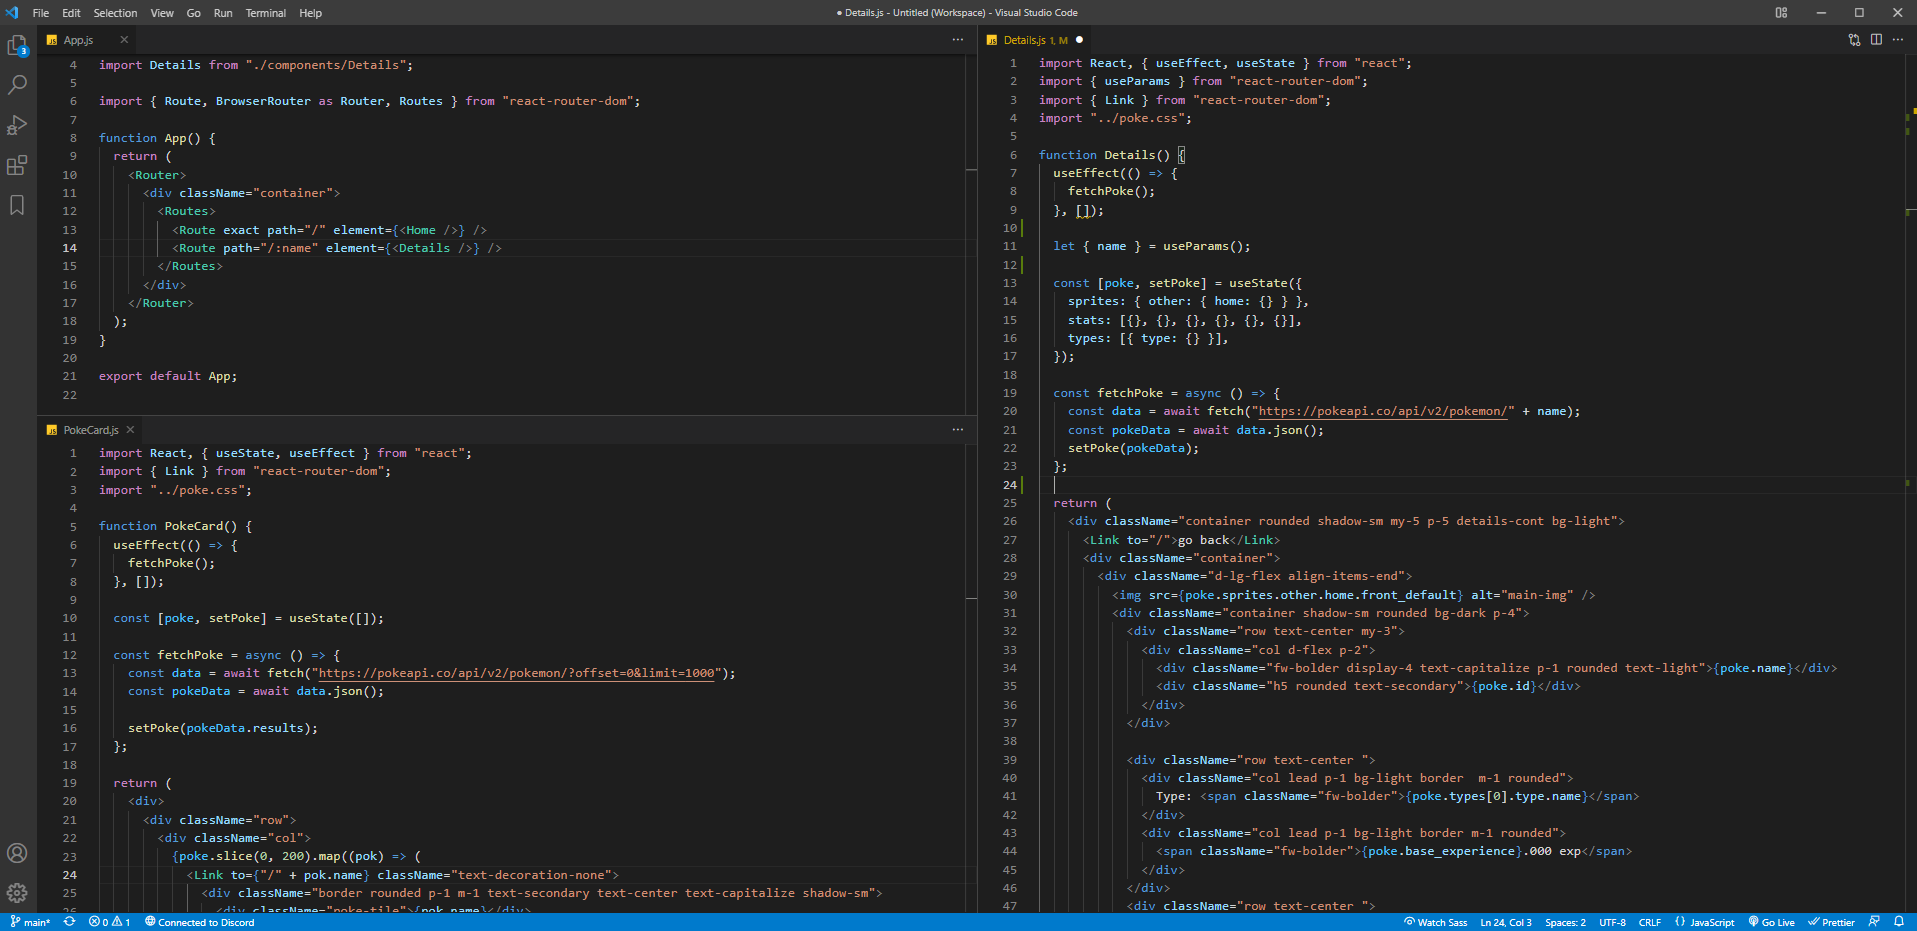 File Edit Selection View Go Run Terminal Help
● Details.js - Untitled (Workspace) - Visual Studio Code
3
JS App.js
4 import Details from "./components/Details";
5
6 import { Route, BrowserRouter as Router, Routes } from "react-router-dom";
7
8 function App() {
9 return (
10 <Router>
11 <div className="container">
12 <Routes>
13 <Route exact path="/" element={<Home />} />
14 <Route path="/:name" element={<Details />} />
15 </Routes>
16 </div>
17 </Router>
18 );
19 }
20
21 export default App;
22
JS PokeCard.js
1 import React, { useState, useEffect } from "react";
2 import { Link } from "react-router-dom";
3 import "../poke.css";
4
5 function PokeCard() {
6 useEffect(() => {
7 fetchPoke();
8 }, []);
9
10 const [poke, setPoke] = useState([]);
11
12 const fetchPoke = async () => {
13 const data = await fetch("https://pokeapi.co/api/v2/pokemon/?offset=0&limit=1000");
14 const pokeData = await data.json();
15
16 setPoke(pokeData.results);
17 };
18
19 return (
20 <div>
21 <div className="row">
22 <div className="col">
23 {poke.slice(0, 200).map((pok) => (
24 <Link to={"/" + pok.name} className="text-decoration-none">
25 <div className="border rounded p-1 m-1 text-secondary text-center text-capitalize shadow-sm">
26 <div className="poke-tile">{pok.name}</div>
JS Details.js 1, M
1 import React, { useEffect, useState } from "react";
2 import { useParams } from "react-router-dom";
3 import { Link } from "react-router-dom";
4 import "../poke.css";
5
6 function Details() {
7 useEffect(() => {
8 fetchPoke();
9 }, []);
10
11 let { name } = useParams();
12
13 const [poke, setPoke] = useState({
14 sprites: { other: { home: {} } },
15 stats: [{}, {}, {}, {}, {}, {}],
16 types: [{ type: {} }],
17 });
18
19 const fetchPoke = async () => {
20 const data = await fetch("https://pokeapi.co/api/v2/pokemon/" + name);
21 const pokeData = await data.json();
22 setPoke(pokeData);
23 };
24
25 return (
26 <div className="container rounded shadow-sm my-5 p-5 details-cont bg-light">
27 <Link to="/">go back</Link>
28 <div className="container">
29 <div className="d-lg-flex align-items-end">
30 <img src={poke.sprites.other.home.front_default} alt="main-img" />
31 <div className="container shadow-sm rounded bg-dark p-4">
32 <div className="row text-center my-3">
33 <div className="col d-flex p-2">
34 <div className="fw-bolder display-4 text-capitalize p-1 rounded text-light">{poke.name}</div>
35 <div className="h5 rounded text-secondary">{poke.id}</div>
36 </div>
37 </div>
38
39 <div className="row text-center ">
40 <div className="col lead p-1 bg-light border  m-1 rounded">
41 Type: <span className="fw-bolder">{poke.types[0].type.name}</span>
42 </div>
43 <div className="col lead p-1 bg-light border m-1 rounded">
44 <span className="fw-bolder">{poke.base_experience}.000 exp</span>
45 </div>
46 </div>
47 <div className="row text-center ">
main* 0 1 Connected to Discord Watch Sass Ln 24, Col 3 Spaces: 2 UTF-8 CRLF {} JavaScript Go Live Prettier